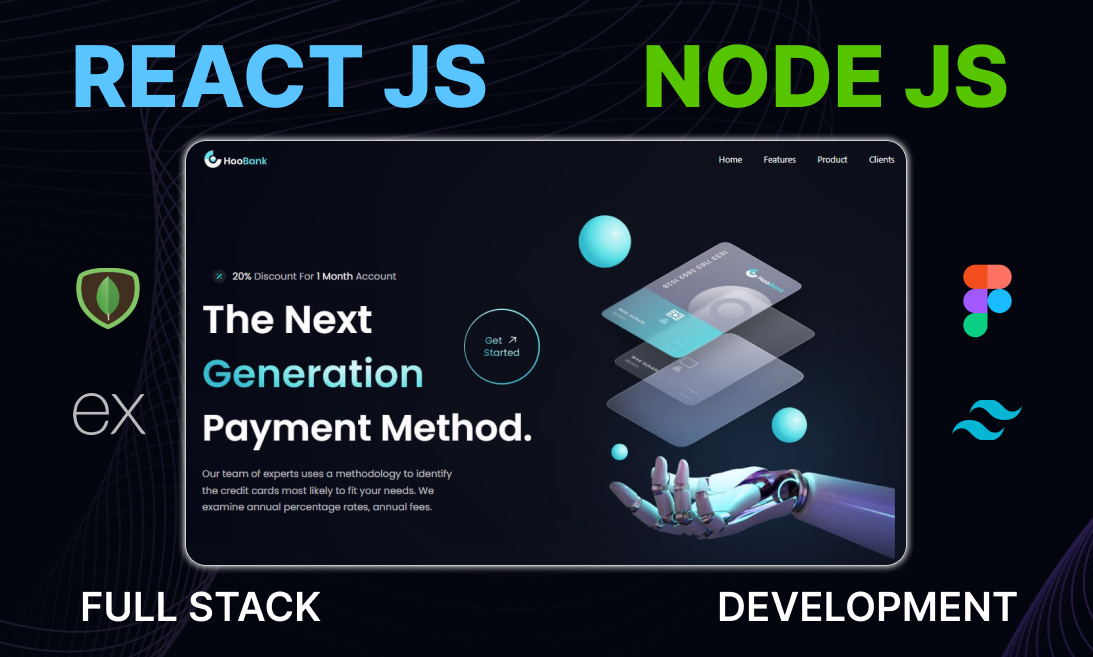 REACT JS
NODE JS
HooBank
Home Features Product Clients
20% Discount For 1 Month Account
The Next
Generation
Payment Method.
Get
Started
Our team of experts uses a methodology to identify
the credit cards most likely to fit your needs. We
examine annual percentage rates, annual fees.
HooBank
ex
FULL STACK
DEVELOPMENT